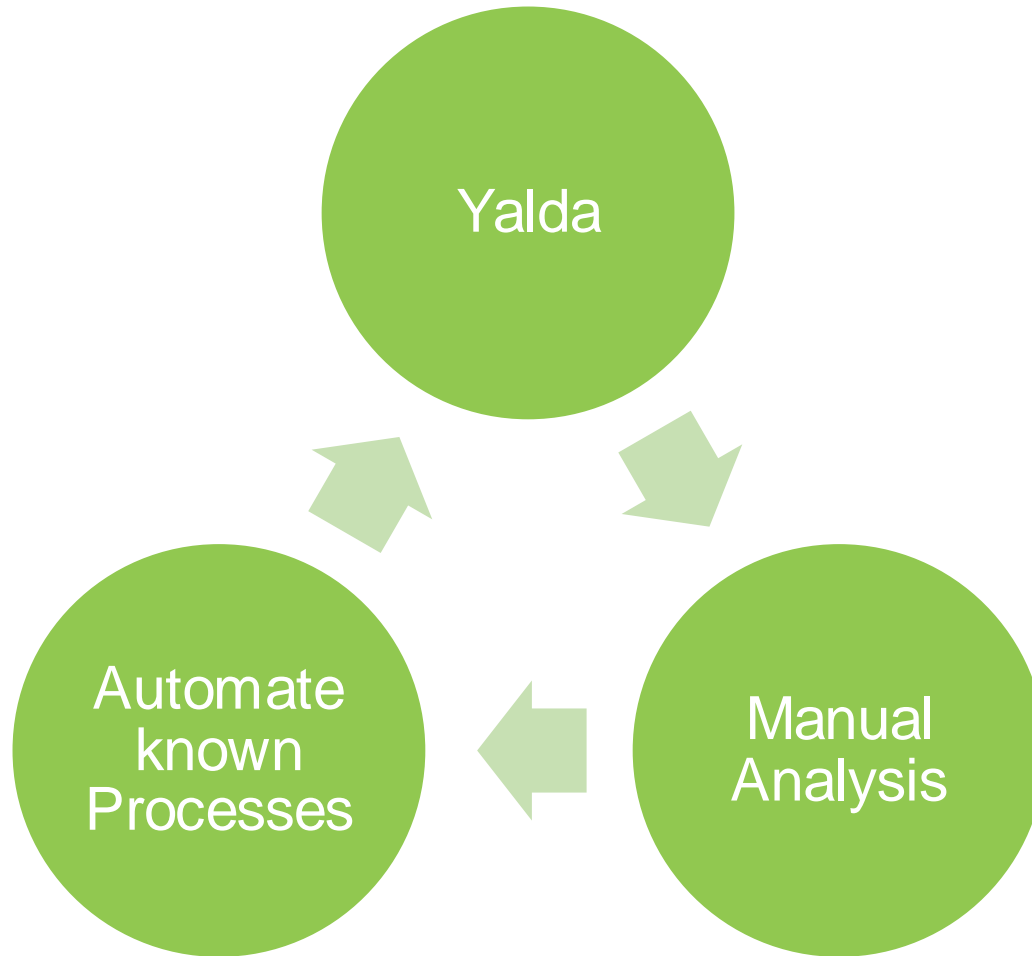 Yalda
Manual
Analysis
Automate
known
Processes